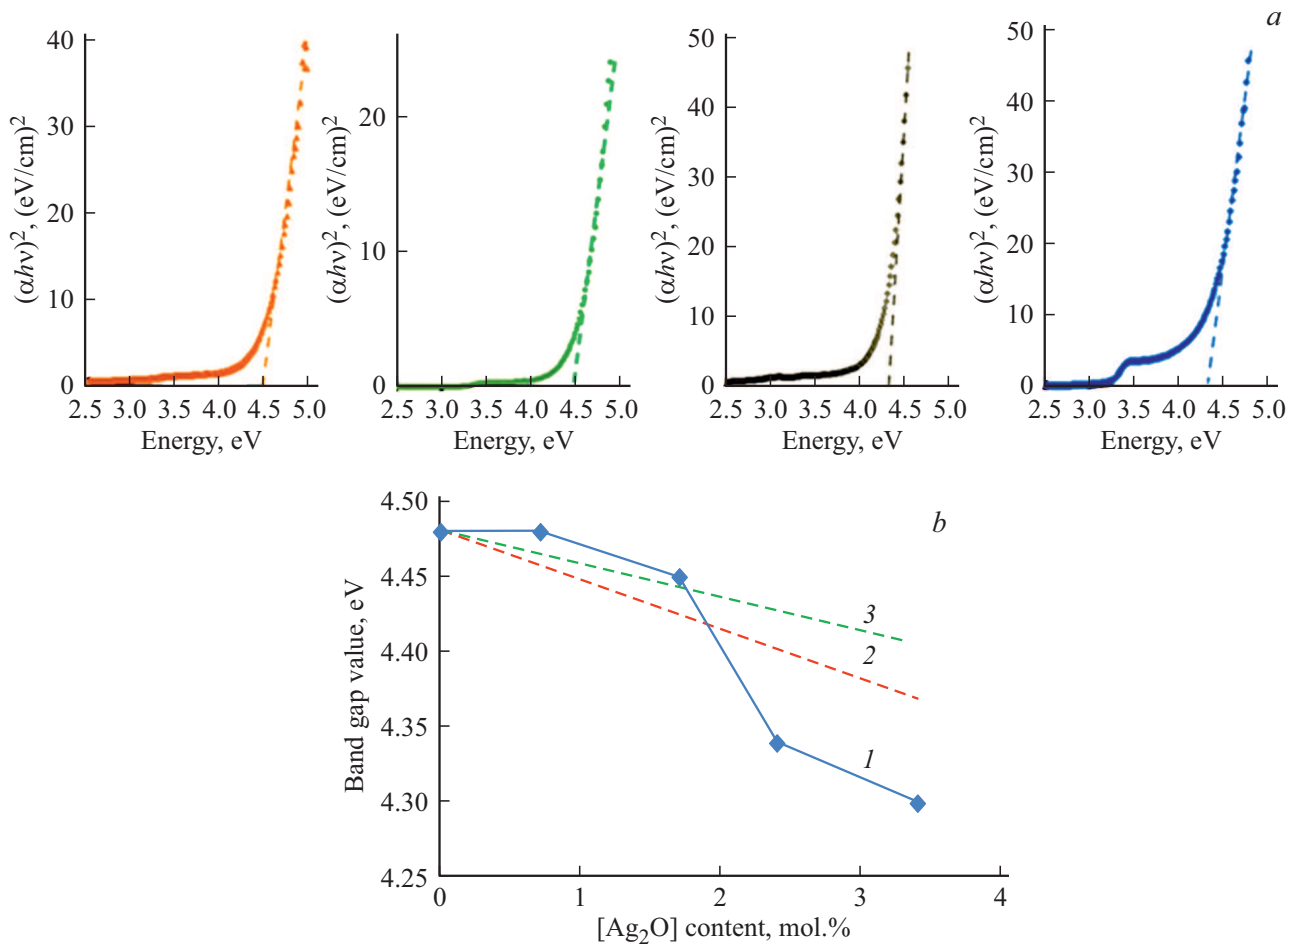 a
40
30
20
10
0
(αhν)², (eV/cm)²
2.5 3.0 3.5 4.0 4.5 5.0
Energy, eV
20
10
0
(αhν)², (eV/cm)²
2.5 3.0 3.5 4.0 4.5 5.0
Energy, eV
50
40
30
20
10
0
(αhν)², (eV/cm)²
2.5 3.0 3.5 4.0 4.5 5.0
Energy, eV
50
40
30
20
10
0
(αhν)², (eV/cm)²
2.5 3.0 3.5 4.0 4.5 5.0
Energy, eV
b
4.50
4.45
4.40
4.35
4.30
4.25
Band gap value, eV
3
2
1
0 1 2 3 4
[Ag₂O] content, mol.%